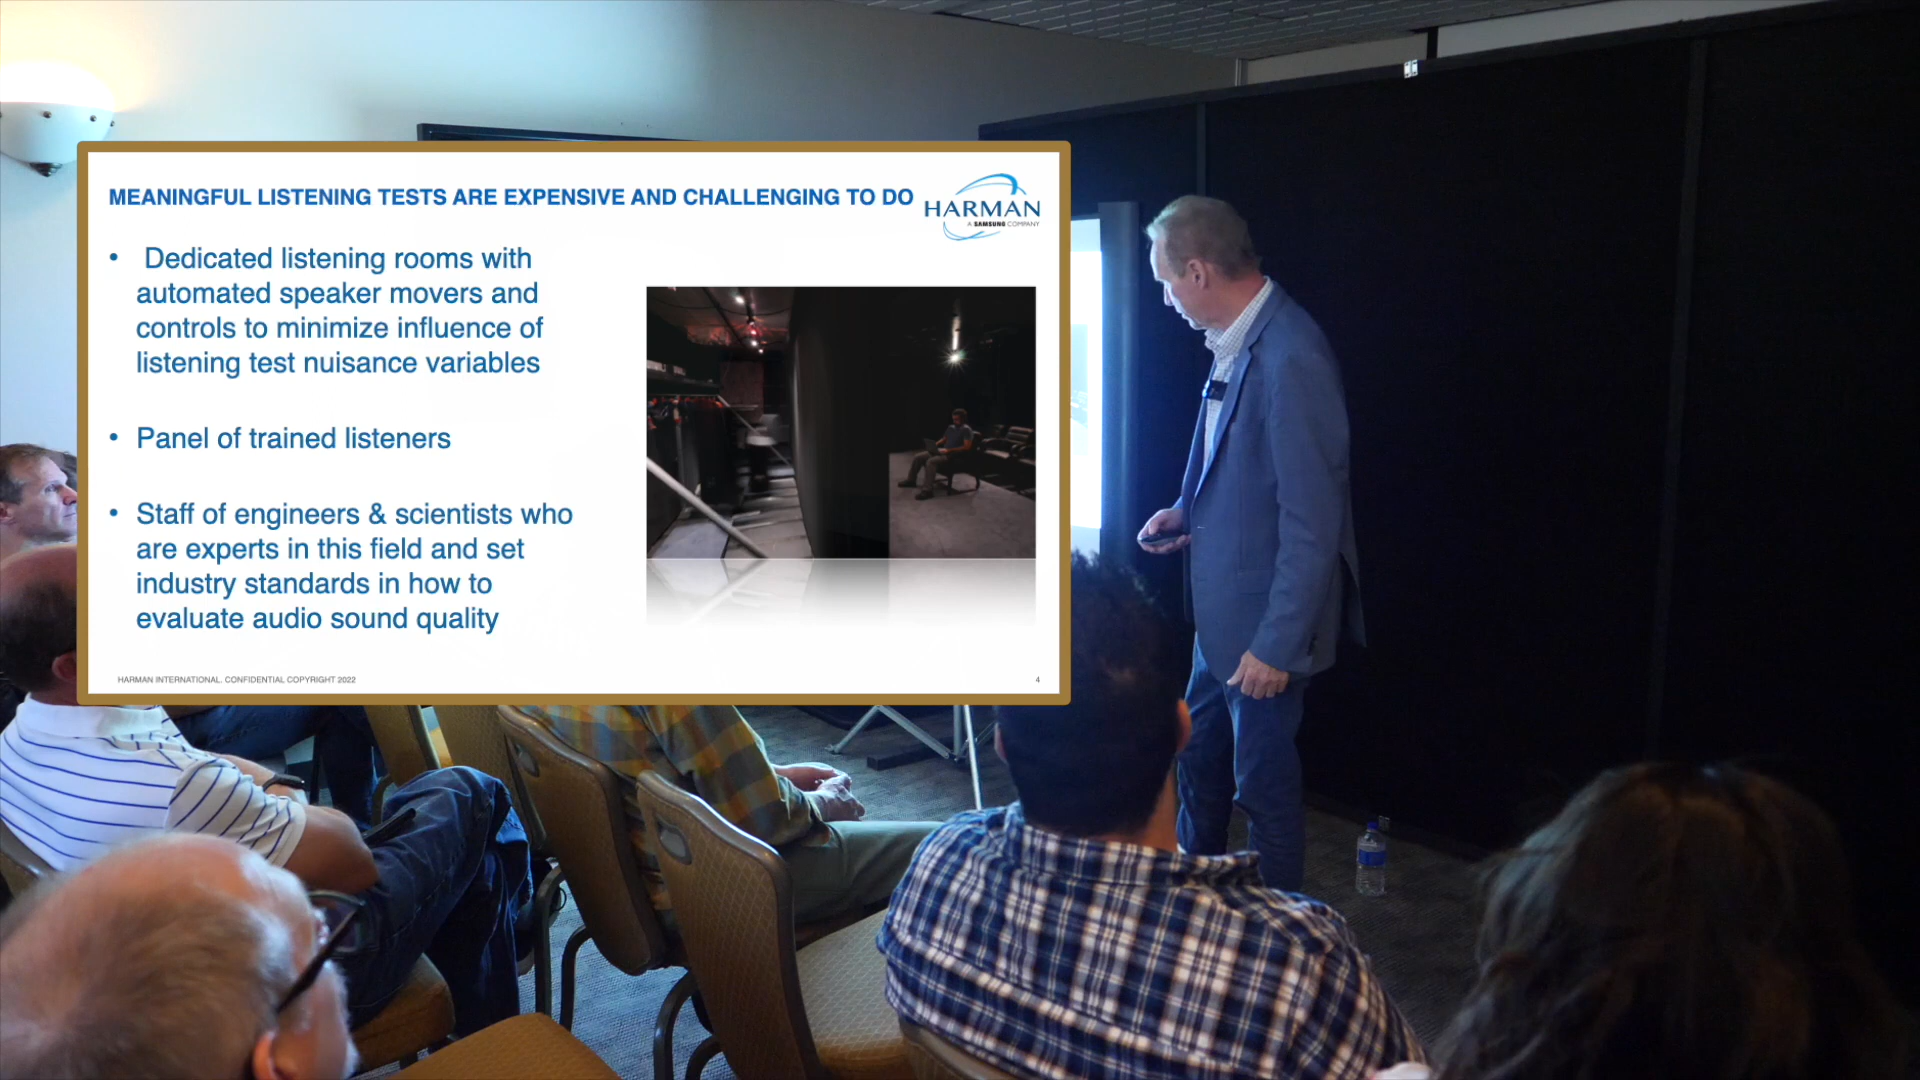 MEANINGFUL LISTENING TESTS ARE EXPENSIVE AND CHALLENGING TO DO
HARMAN
A SAMSUNG COMPANY
• Dedicated listening rooms with
automated speaker movers and
controls to minimize influence of
listening test nuisance variables
• Panel of trained listeners
• Staff of engineers & scientists who
are experts in this field and set
industry standards in how to
evaluate audio sound quality
HARMAN INTERNATIONAL. CONFIDENTIAL COPYRIGHT 2022
4